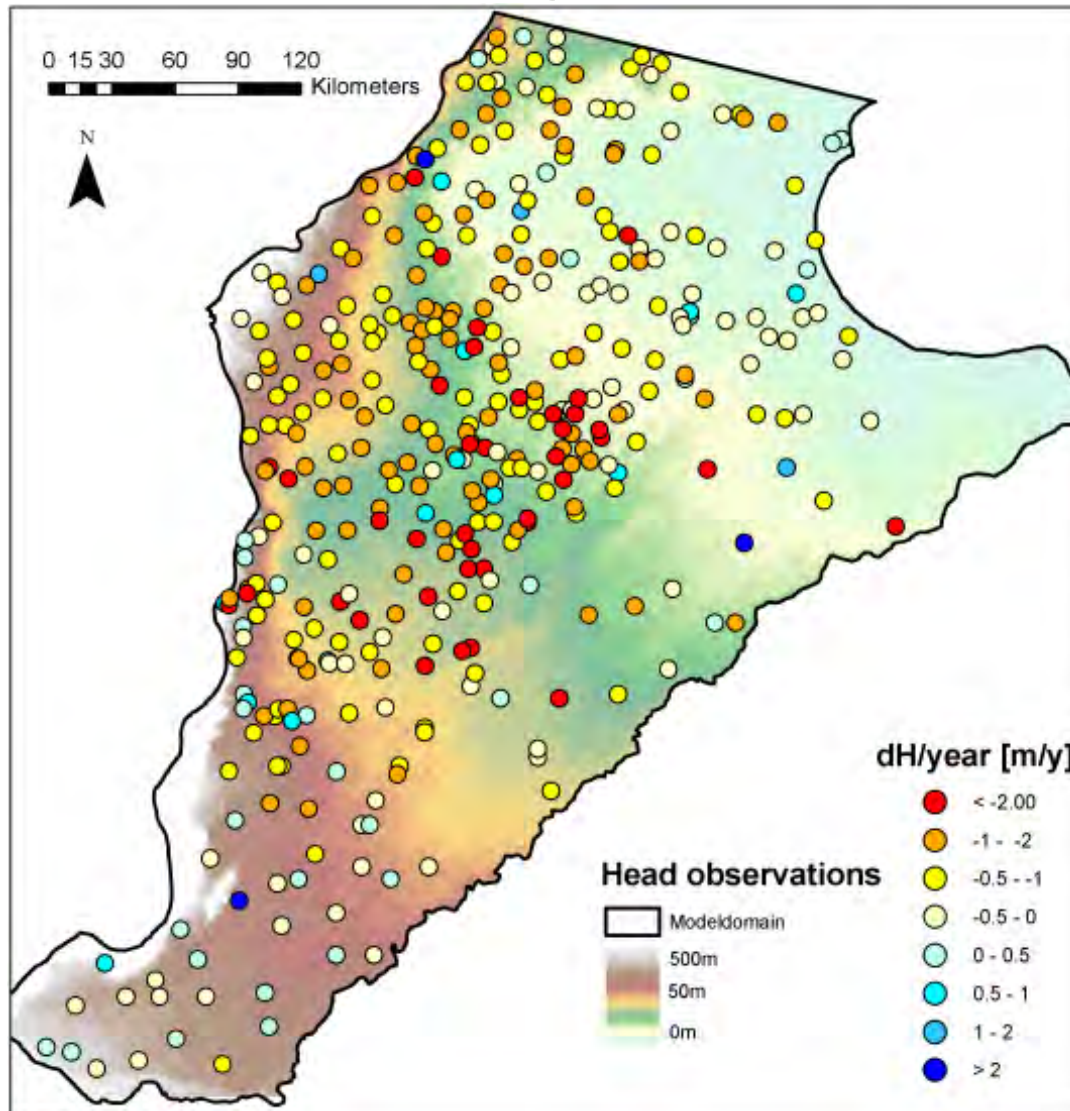 0 15 30 60 90 120
Kilometers
N
dH/year [m/y]
< -2.00
-1 - -2
-0.5 - -1
-0.5 - 0
0 - 0.5
0.5 - 1
1 - 2
> 2
Head observations
Modeldomain
500m
50m
0m